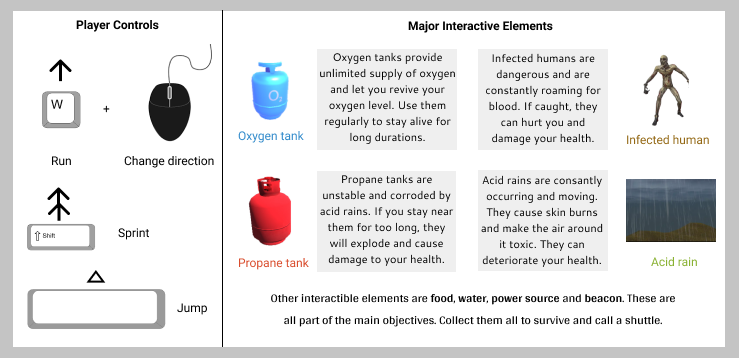 Player Controls
W
+
Run
Change direction
⇧ Shift
Sprint
Jump
Major Interactive Elements
O2
Oxygen tank
Oxygen tanks provide
unlimited supply of oxygen
and let you revive your
oxygen level. Use them
regularly to stay alive for
long durations.
Infected humans are
dangerous and are
constantly roaming for
blood. If caught, they
can hurt you and
damage your health.
Infected human
Propane tank
Propane tanks are
unstable and corroded by
acid rains. If you stay near
them for too long, they
will explode and cause
damage to your health.
Acid rains are consantly
occurring and moving.
They cause skin burns
and make the air around
it toxic. They can
deteriorate your health.
Acid rain
Other interactible elements are food, water, power source and beacon. These are
all part of the main objectives. Collect them all to survive and call a shuttle.